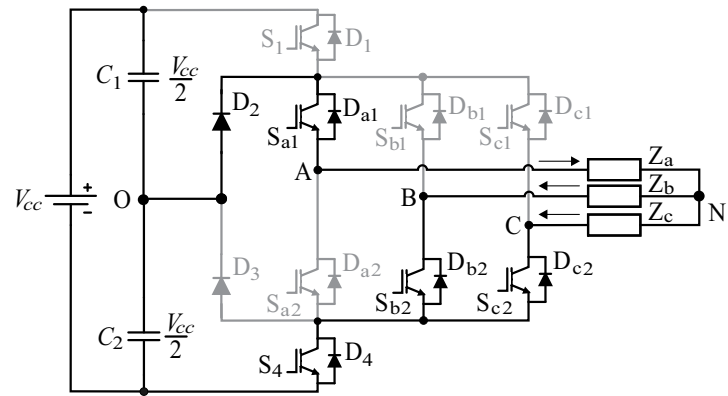 S1 D1
C1 Vcc/2
D2 Da1 Db1 Dc1
Sa1 Sb1 Sc1
A Za
Vcc + - O B Zb N
C Zc
D3 Da2 Db2 Dc2
Sa2 Sb2 Sc2
C2 Vcc/2
S4 D4